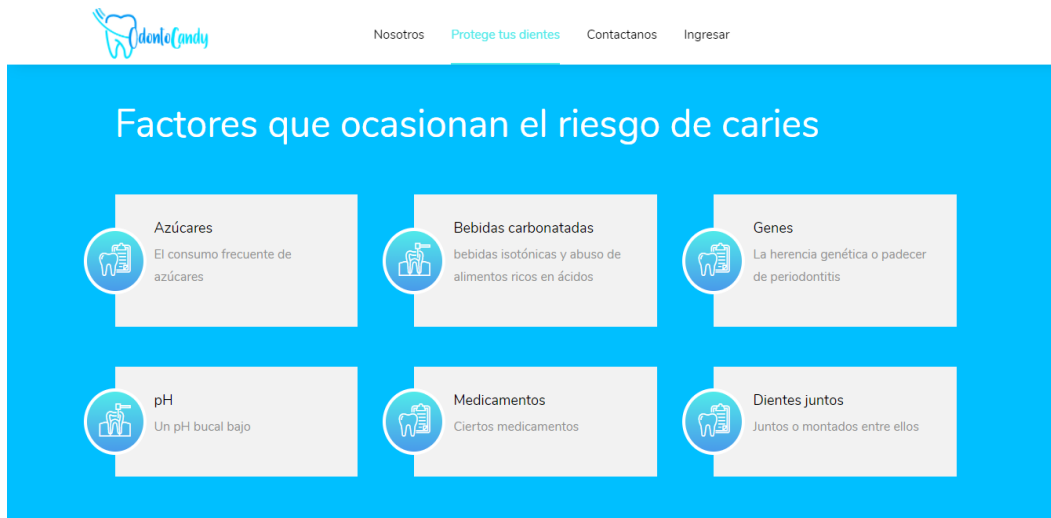 OdontoCandy
Nosotros Protege tus dientes Contactanos Ingresar
Factores que ocasionan el riesgo de caries
Azúcares
El consumo frecuente de
azúcares
Bebidas carbonatadas
bebidas isotónicas y abuso de
alimentos ricos en ácidos
Genes
La herencia genética o padecer
de periodontitis
pH
Un pH bucal bajo
Medicamentos
Ciertos medicamentos
Dientes juntos
Juntos o montados entre ellos